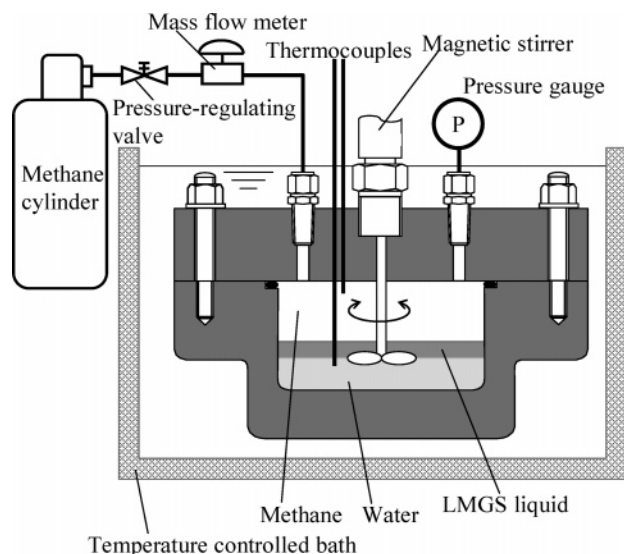 Mass flow meter
Thermocouples
Magnetic stirrer
Pressure gauge
P
Pressure-regulating
valve
Methane
cylinder
LMGS liquid
Methane
Water
Temperature controlled bath